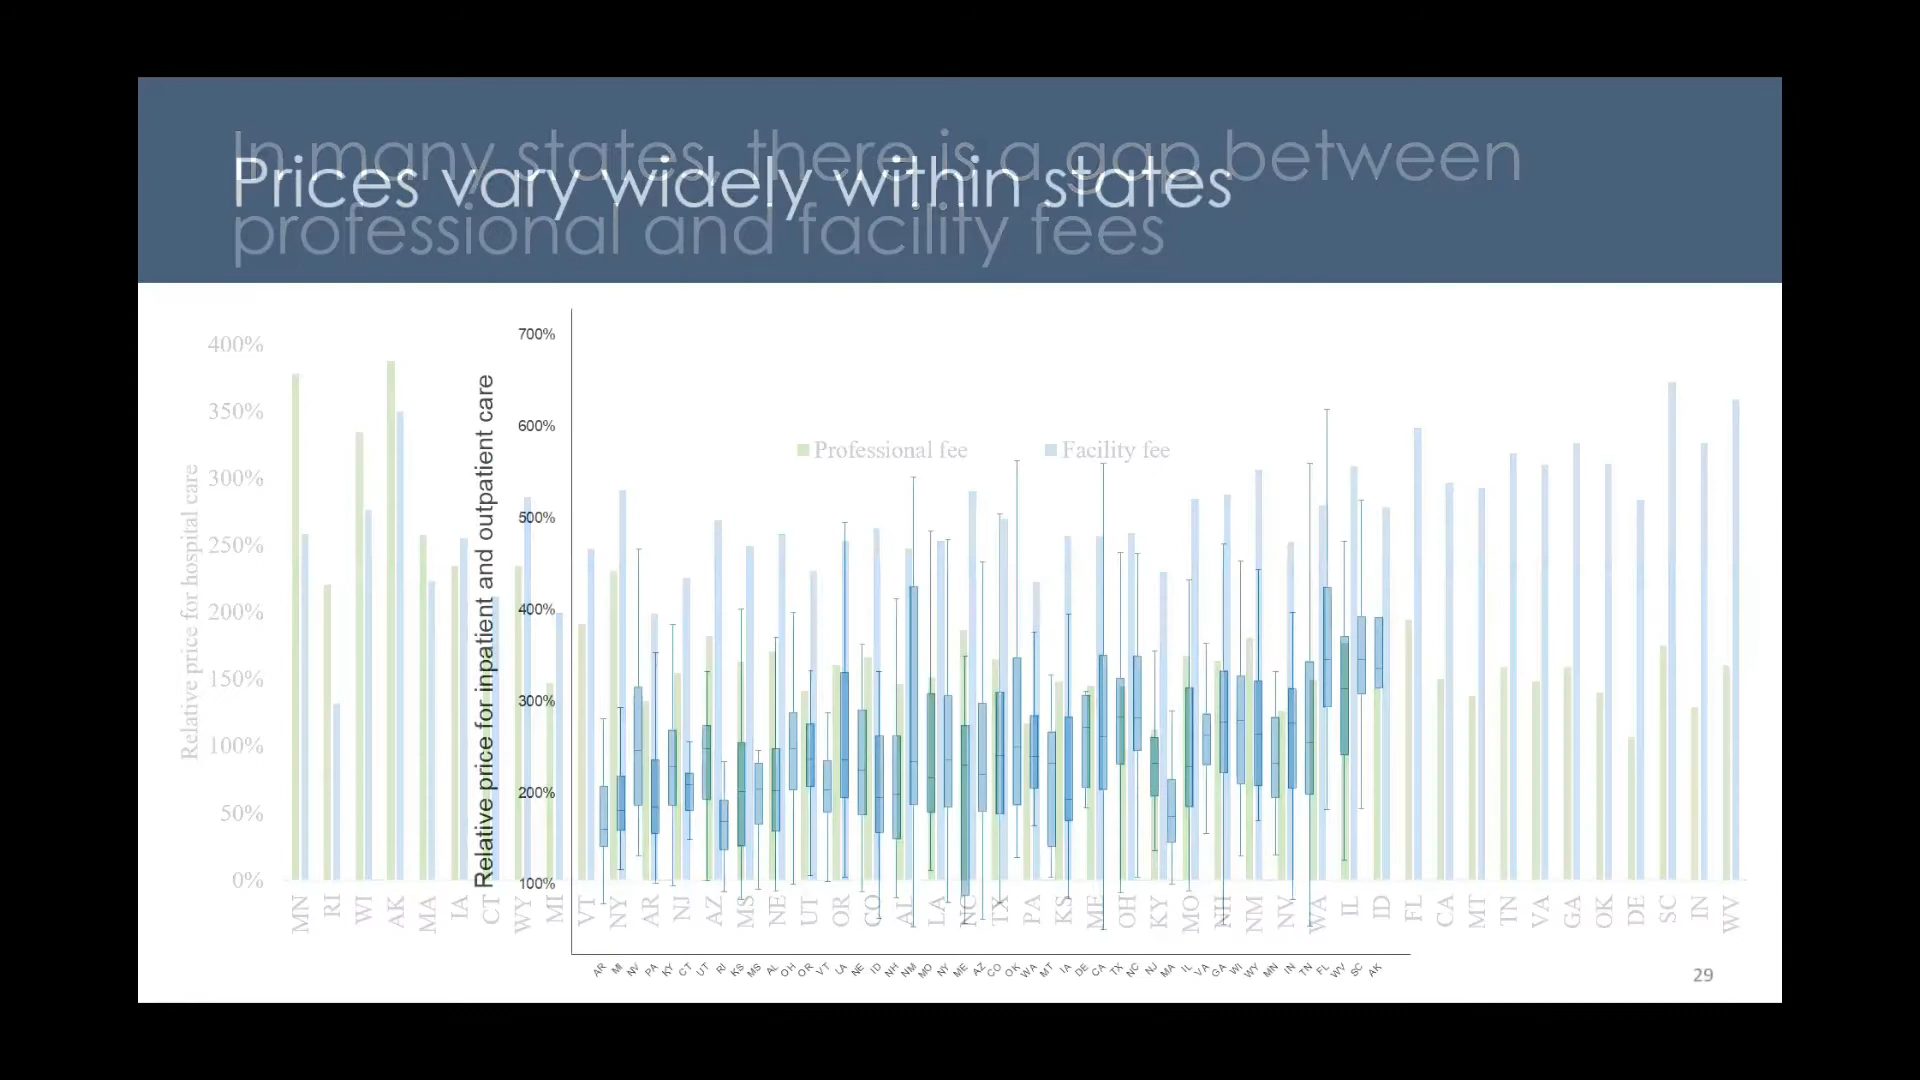 In many states, there is a gap between
professional and facility fees
Prices vary widely within states
Relative price for hospital care
400%
350%
300%
250%
200%
150%
100%
50%
0%
Professional fee
Facility fee
MN RI WI AK MA IA CT WY MI VT NY AR NJ AZ MS NE UT OR CO AL LA NC TX PA KS ME OH KY MO NH NM NV WA IL ID FL CA MT TN VA GA OK DE SC IN WV
Relative price for inpatient and outpatient care
700%
600%
500%
400%
300%
200%
100%
AR MI NV PA KY CT UT RI KS MS AL OH OR VT LA NE ID NH NM MO NY ME AZ CO OK WA MT IA DE CA TX NC NJ MA IL VA GA WI WY MN IN TN FL WV SC AK
29